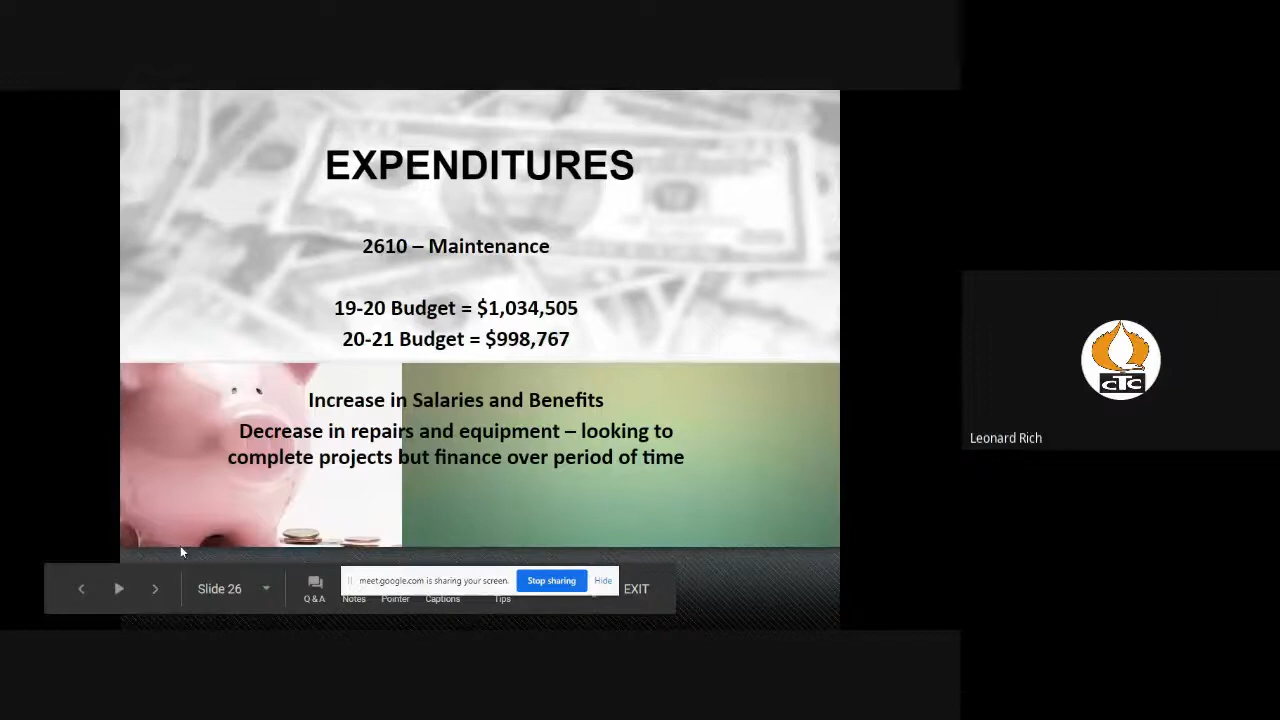 EXPENDITURES
2610 – Maintenance
19-20 Budget = $1,034,505
20-21 Budget = $998,767
Increase in Salaries and Benefits
Decrease in repairs and equipment – looking to
complete projects but finance over period of time
CTC
Leonard Rich
Slide 26
Q & A
Notes
Pointer
Captions
Tips
EXIT
meet.google.com is sharing your screen.
Stop sharing
Hide